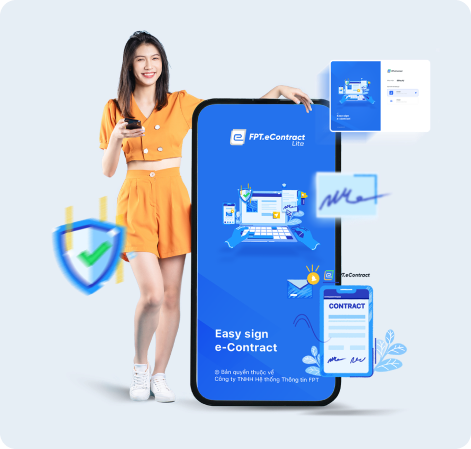 FPT.eContract
Lite
Easy sign
e-Contract
® Bản quyền thuộc về
Công ty TNHH Hệ thống Thông tin FPT
FPT.eContract
CONTRACT